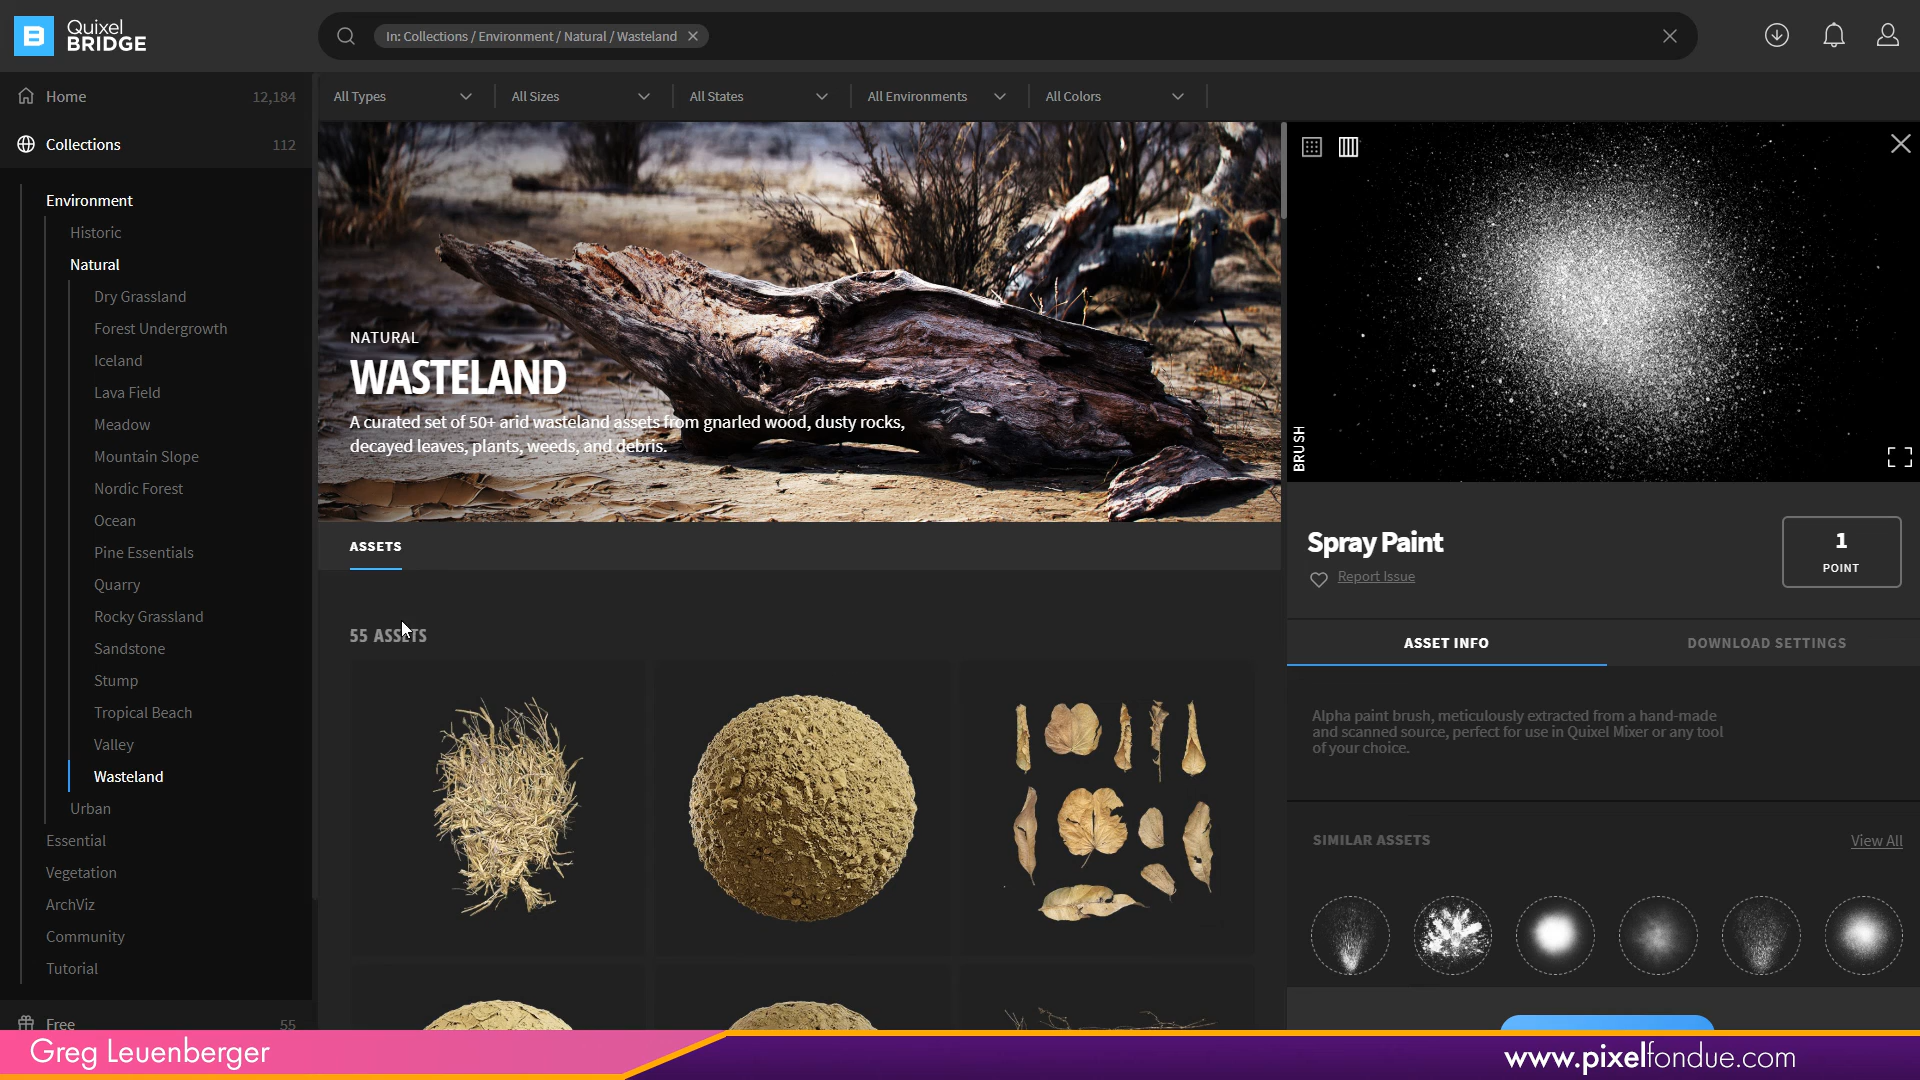 Quixel
BRIDGE
In: Collections / Environment / Natural / Wasteland
Home 12,184
All Types
All Sizes
All States
All Environments
All Colors
Collections 112
Environment
Historic
Natural
Dry Grassland
Forest Undergrowth
Iceland
Lava Field
Meadow
Mountain Slope
Nordic Forest
Ocean
Pine Essentials
Quarry
Rocky Grassland
Sandstone
Stump
Tropical Beach
Valley
Wasteland
Urban
Essential
Vegetation
ArchViz
Community
Tutorial
Free 55
NATURAL
WASTELAND
A curated set of 50+ arid wasteland assets from gnarled wood, dusty rocks,
decayed leaves, plants, weeds, and debris.
ASSETS
55 ASSETS
BRUSH
Spray Paint
Report Issue
1
POINT
ASSET INFO
DOWNLOAD SETTINGS
Alpha paint brush, meticulously extracted from a hand-made
and scanned source, perfect for use in Quixel Mixer or any tool
of your choice.
SIMILAR ASSETS
View All
Greg Leuenberger
www.pixelfondue.com